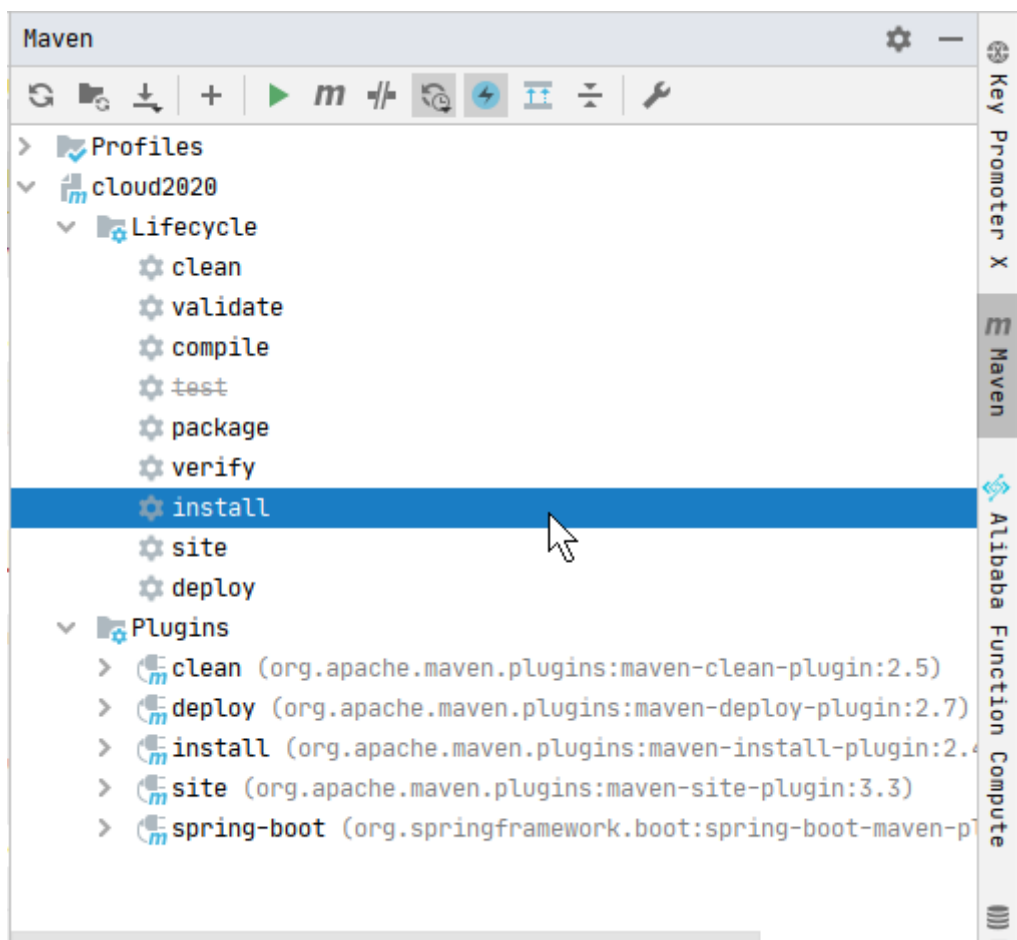 Maven
m
Profiles
cloud2020
Lifecycle
clean
validate
compile
test
package
verify
install
site
deploy
Plugins
clean (org.apache.maven.plugins:maven-clean-plugin:2.5)
deploy (org.apache.maven.plugins:maven-deploy-plugin:2.7)
install (org.apache.maven.plugins:maven-install-plugin:2.4
site (org.apache.maven.plugins:maven-site-plugin:3.3)
spring-boot (org.springframework.boot:spring-boot-maven-pl
Key Promoter X
m Maven
Alibaba Function Compute